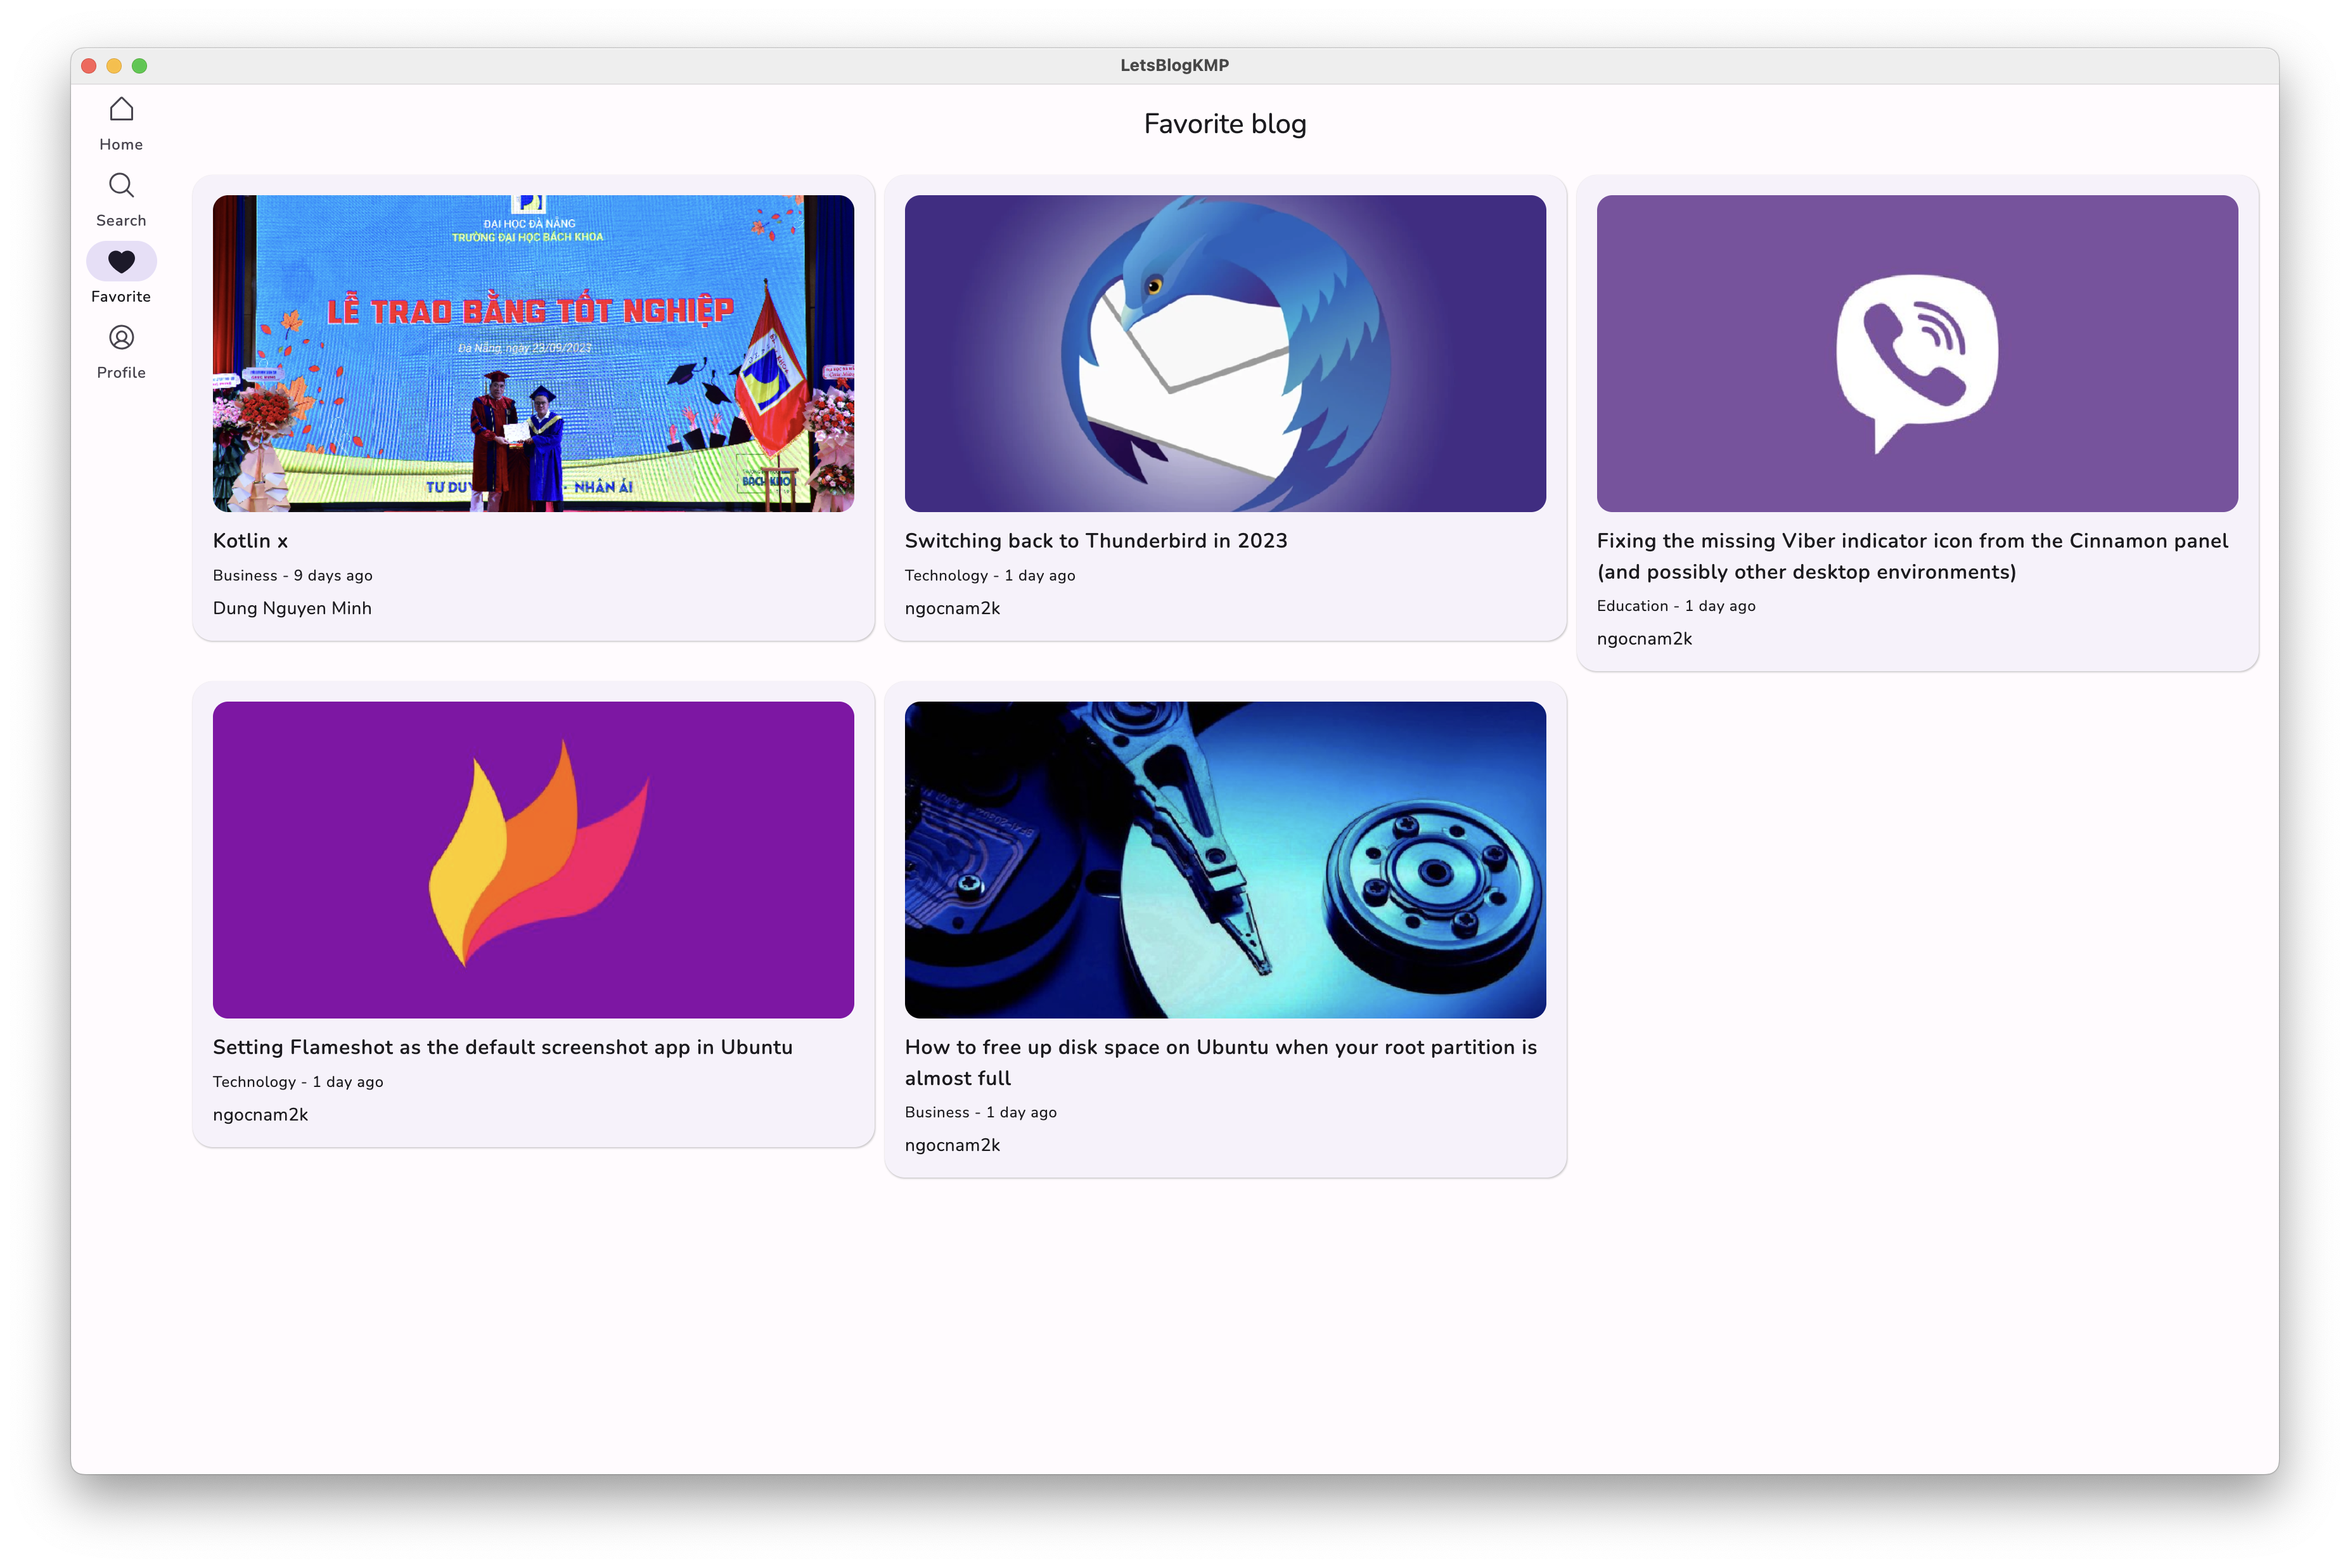 LetsBlogKMP
Home
Search
Favorite
Profile
Favorite blog
ĐẠI HỌC ĐÀ NẴNG
TRƯỜNG ĐẠI HỌC BÁCH KHOA
LỄ TRAO BẰNG TỐT NGHIỆP
Đà Nẵng, ngày 23/09/2023
TƯ DUY · NHÂN ÁI
BÁCH KHOA
Kotlin x
Business - 9 days ago
Dung Nguyen Minh
Switching back to Thunderbird in 2023
Technology - 1 day ago
ngocnam2k
Fixing the missing Viber indicator icon from the Cinnamon panel
(and possibly other desktop environments)
Education - 1 day ago
ngocnam2k
Setting Flameshot as the default screenshot app in Ubuntu
Technology - 1 day ago
ngocnam2k
How to free up disk space on Ubuntu when your root partition is
almost full
Business - 1 day ago
ngocnam2k